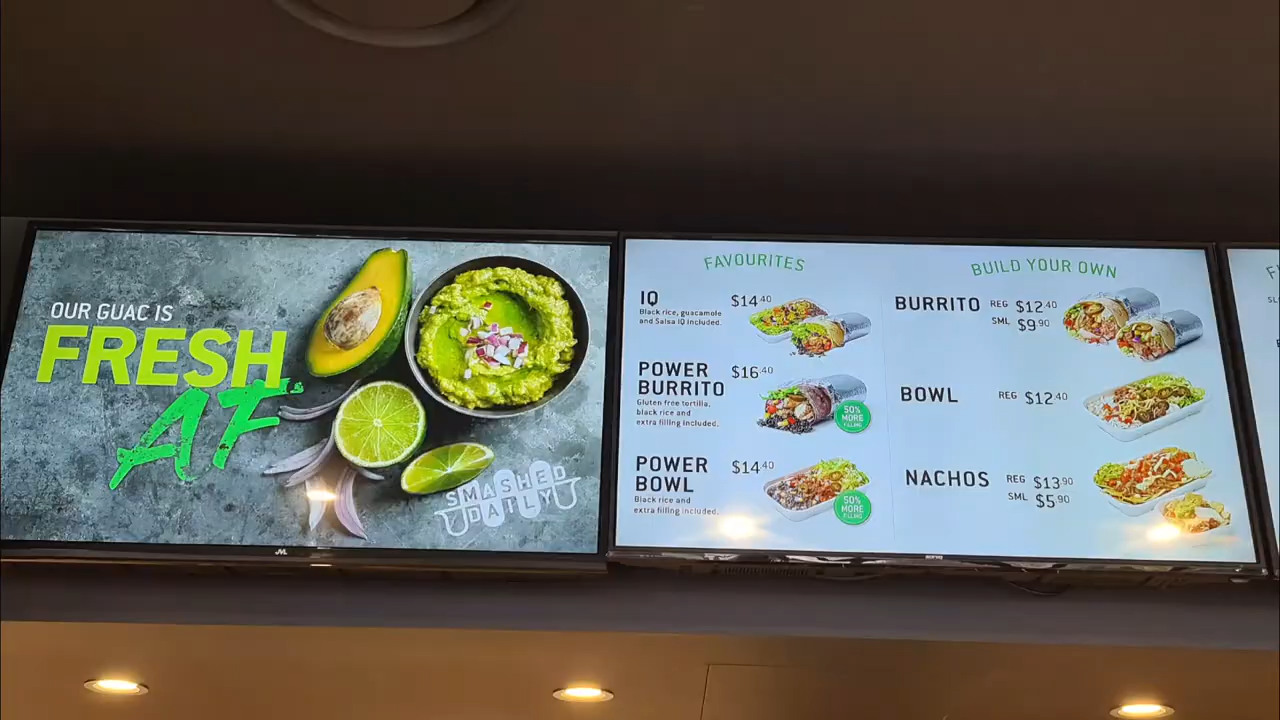 OUR GUAC IS
FRESH
AF
SMASHED
DAILY
FAVOURITES
IQ $14.40
Black rice, guacamole
and Salsa IQ included.
POWER
BURRITO $16.40
Gluten free tortilla,
black rice and
extra filling included.
50%
MORE
FILLING
POWER
BOWL $14.40
Black rice and
extra filling included.
50%
MORE
FILLING
BUILD YOUR OWN
BURRITO REG $12.40
SML $9.90
BOWL REG $12.40
NACHOS REG $13.90
SML $5.90
JVC